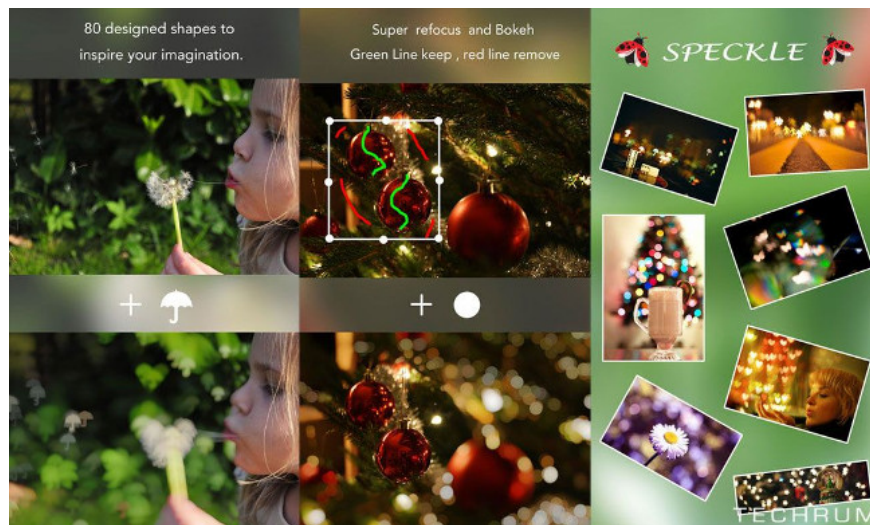 80 designed shapes to
inspire your imagination.
Super refocus and Bokeh
Green Line keep , red line remove
SPECKLE
TECHRUM